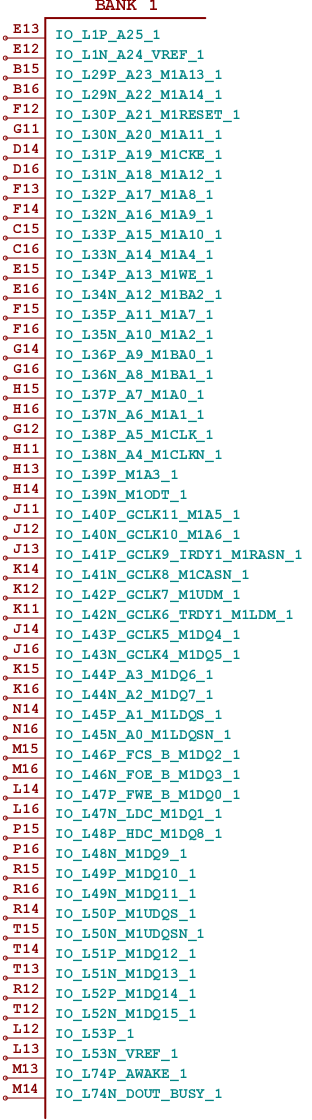 BANK 1
E13 IO_L1P_A25_1
E12 IO_L1N_A24_VREF_1
B15 IO_L29P_A23_M1A13_1
B16 IO_L29N_A22_M1A14_1
F12 IO_L30P_A21_M1RESET_1
G11 IO_L30N_A20_M1A11_1
D14 IO_L31P_A19_M1CKE_1
D16 IO_L31N_A18_M1A12_1
F13 IO_L32P_A17_M1A8_1
F14 IO_L32N_A16_M1A9_1
C15 IO_L33P_A15_M1A10_1
C16 IO_L33N_A14_M1A4_1
E15 IO_L34P_A13_M1WE_1
E16 IO_L34N_A12_M1BA2_1
F15 IO_L35P_A11_M1A7_1
F16 IO_L35N_A10_M1A2_1
G14 IO_L36P_A9_M1BA0_1
G16 IO_L36N_A8_M1BA1_1
H15 IO_L37P_A7_M1A0_1
H16 IO_L37N_A6_M1A1_1
G12 IO_L38P_A5_M1CLK_1
H11 IO_L38N_A4_M1CLKN_1
H13 IO_L39P_M1A3_1
H14 IO_L39N_M1ODT_1
J11 IO_L40P_GCLK11_M1A5_1
J12 IO_L40N_GCLK10_M1A6_1
J13 IO_L41P_GCLK9_IRDY1_M1RASN_1
K14 IO_L41N_GCLK8_M1CASN_1
K12 IO_L42P_GCLK7_M1UDM_1
K11 IO_L42N_GCLK6_TRDY1_M1LDM_1
J14 IO_L43P_GCLK5_M1DQ4_1
J16 IO_L43N_GCLK4_M1DQ5_1
K15 IO_L44P_A3_M1DQ6_1
K16 IO_L44N_A2_M1DQ7_1
N14 IO_L45P_A1_M1LDQS_1
N16 IO_L45N_A0_M1LDQSN_1
M15 IO_L46P_FCS_B_M1DQ2_1
M16 IO_L46N_FOE_B_M1DQ3_1
L14 IO_L47P_FWE_B_M1DQ0_1
L16 IO_L47N_LDC_M1DQ1_1
P15 IO_L48P_HDC_M1DQ8_1
P16 IO_L48N_M1DQ9_1
R15 IO_L49P_M1DQ10_1
R16 IO_L49N_M1DQ11_1
R14 IO_L50P_M1UDQS_1
T15 IO_L50N_M1UDQSN_1
T14 IO_L51P_M1DQ12_1
T13 IO_L51N_M1DQ13_1
R12 IO_L52P_M1DQ14_1
T12 IO_L52N_M1DQ15_1
L12 IO_L53P_1
L13 IO_L53N_VREF_1
M13 IO_L74P_AWAKE_1
M14 IO_L74N_DOUT_BUSY_1